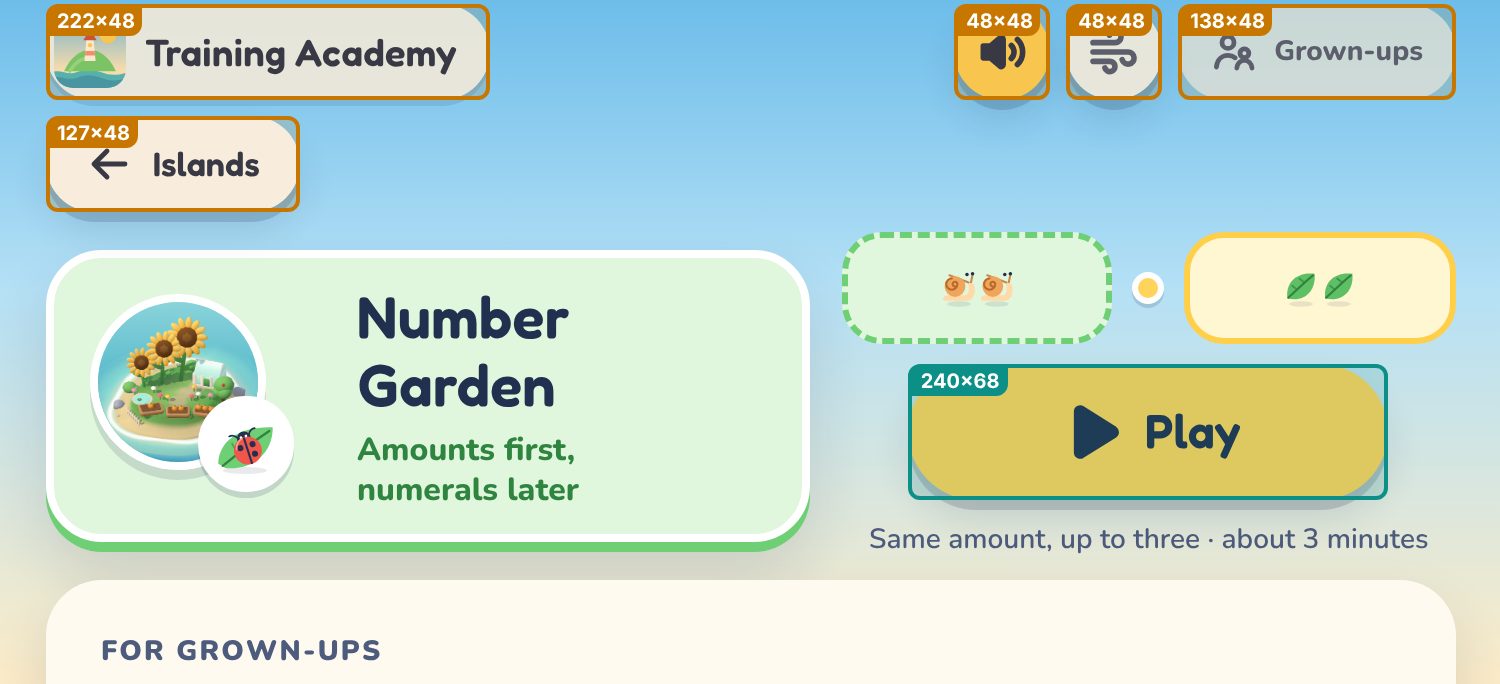 222×48
Training Academy
48×48
48×48
138×48
Grown-ups
127×48
Islands
Number
Garden
Amounts first,
numerals later
240×68
Play
Same amount, up to three · about 3 minutes
FOR GROWN-UPS